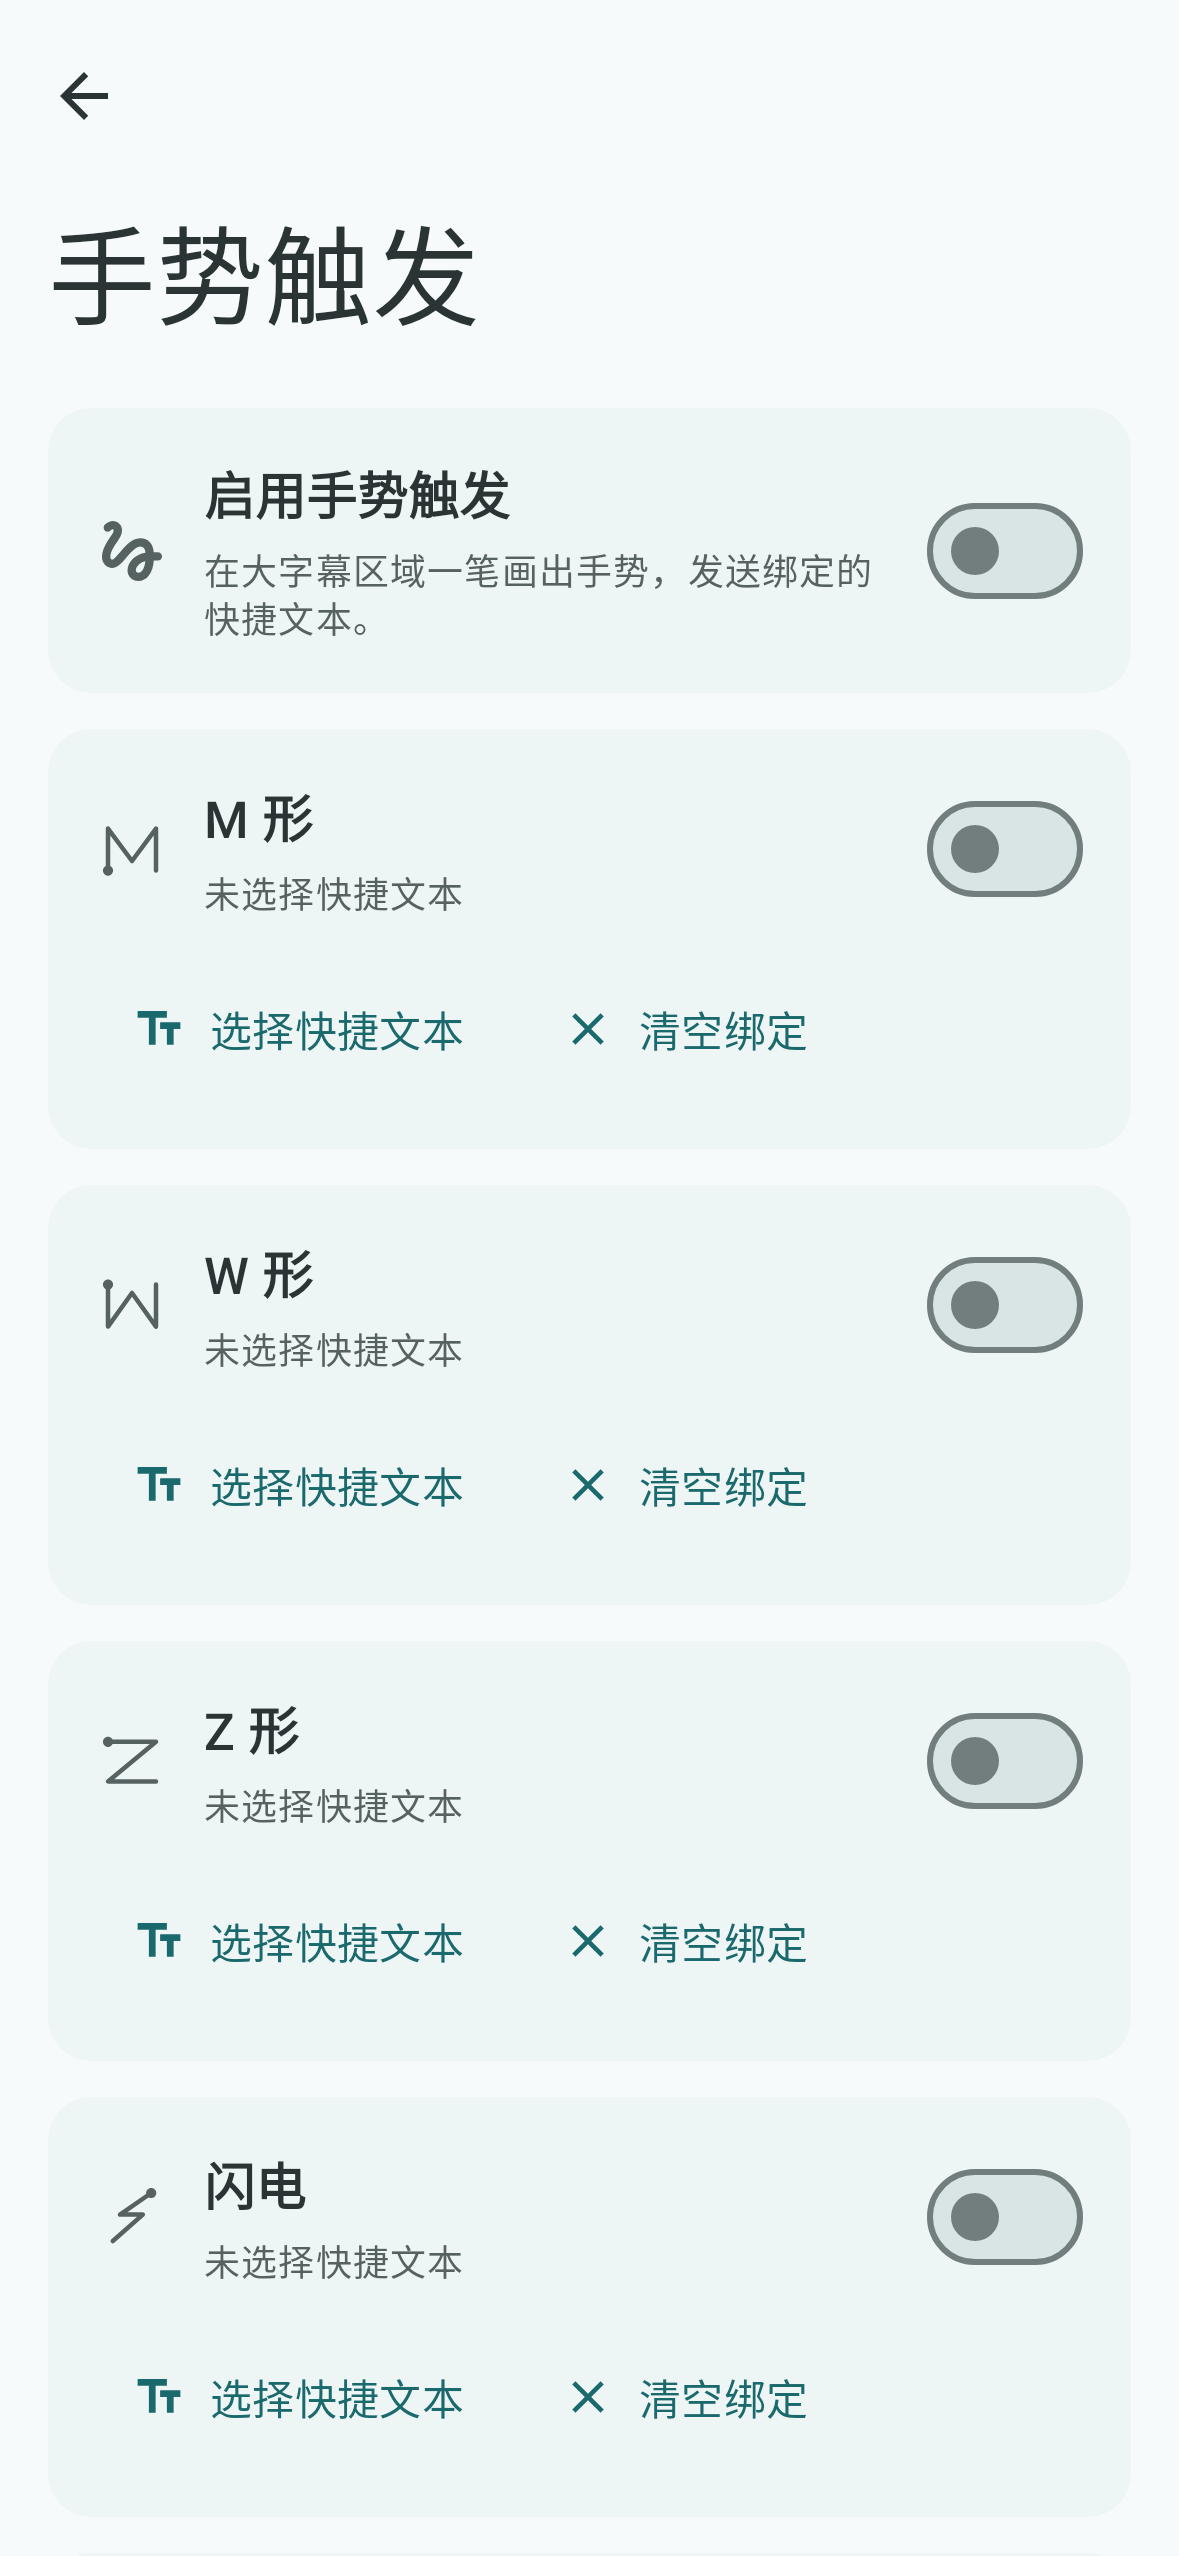 手势触发
启用手势触发
在大字幕区域一笔画出手势，发送绑定的
快捷文本。
M 形
未选择快捷文本
选择快捷文本 清空绑定
W 形
未选择快捷文本
选择快捷文本 清空绑定
Z 形
未选择快捷文本
选择快捷文本 清空绑定
闪电
未选择快捷文本
选择快捷文本 清空绑定